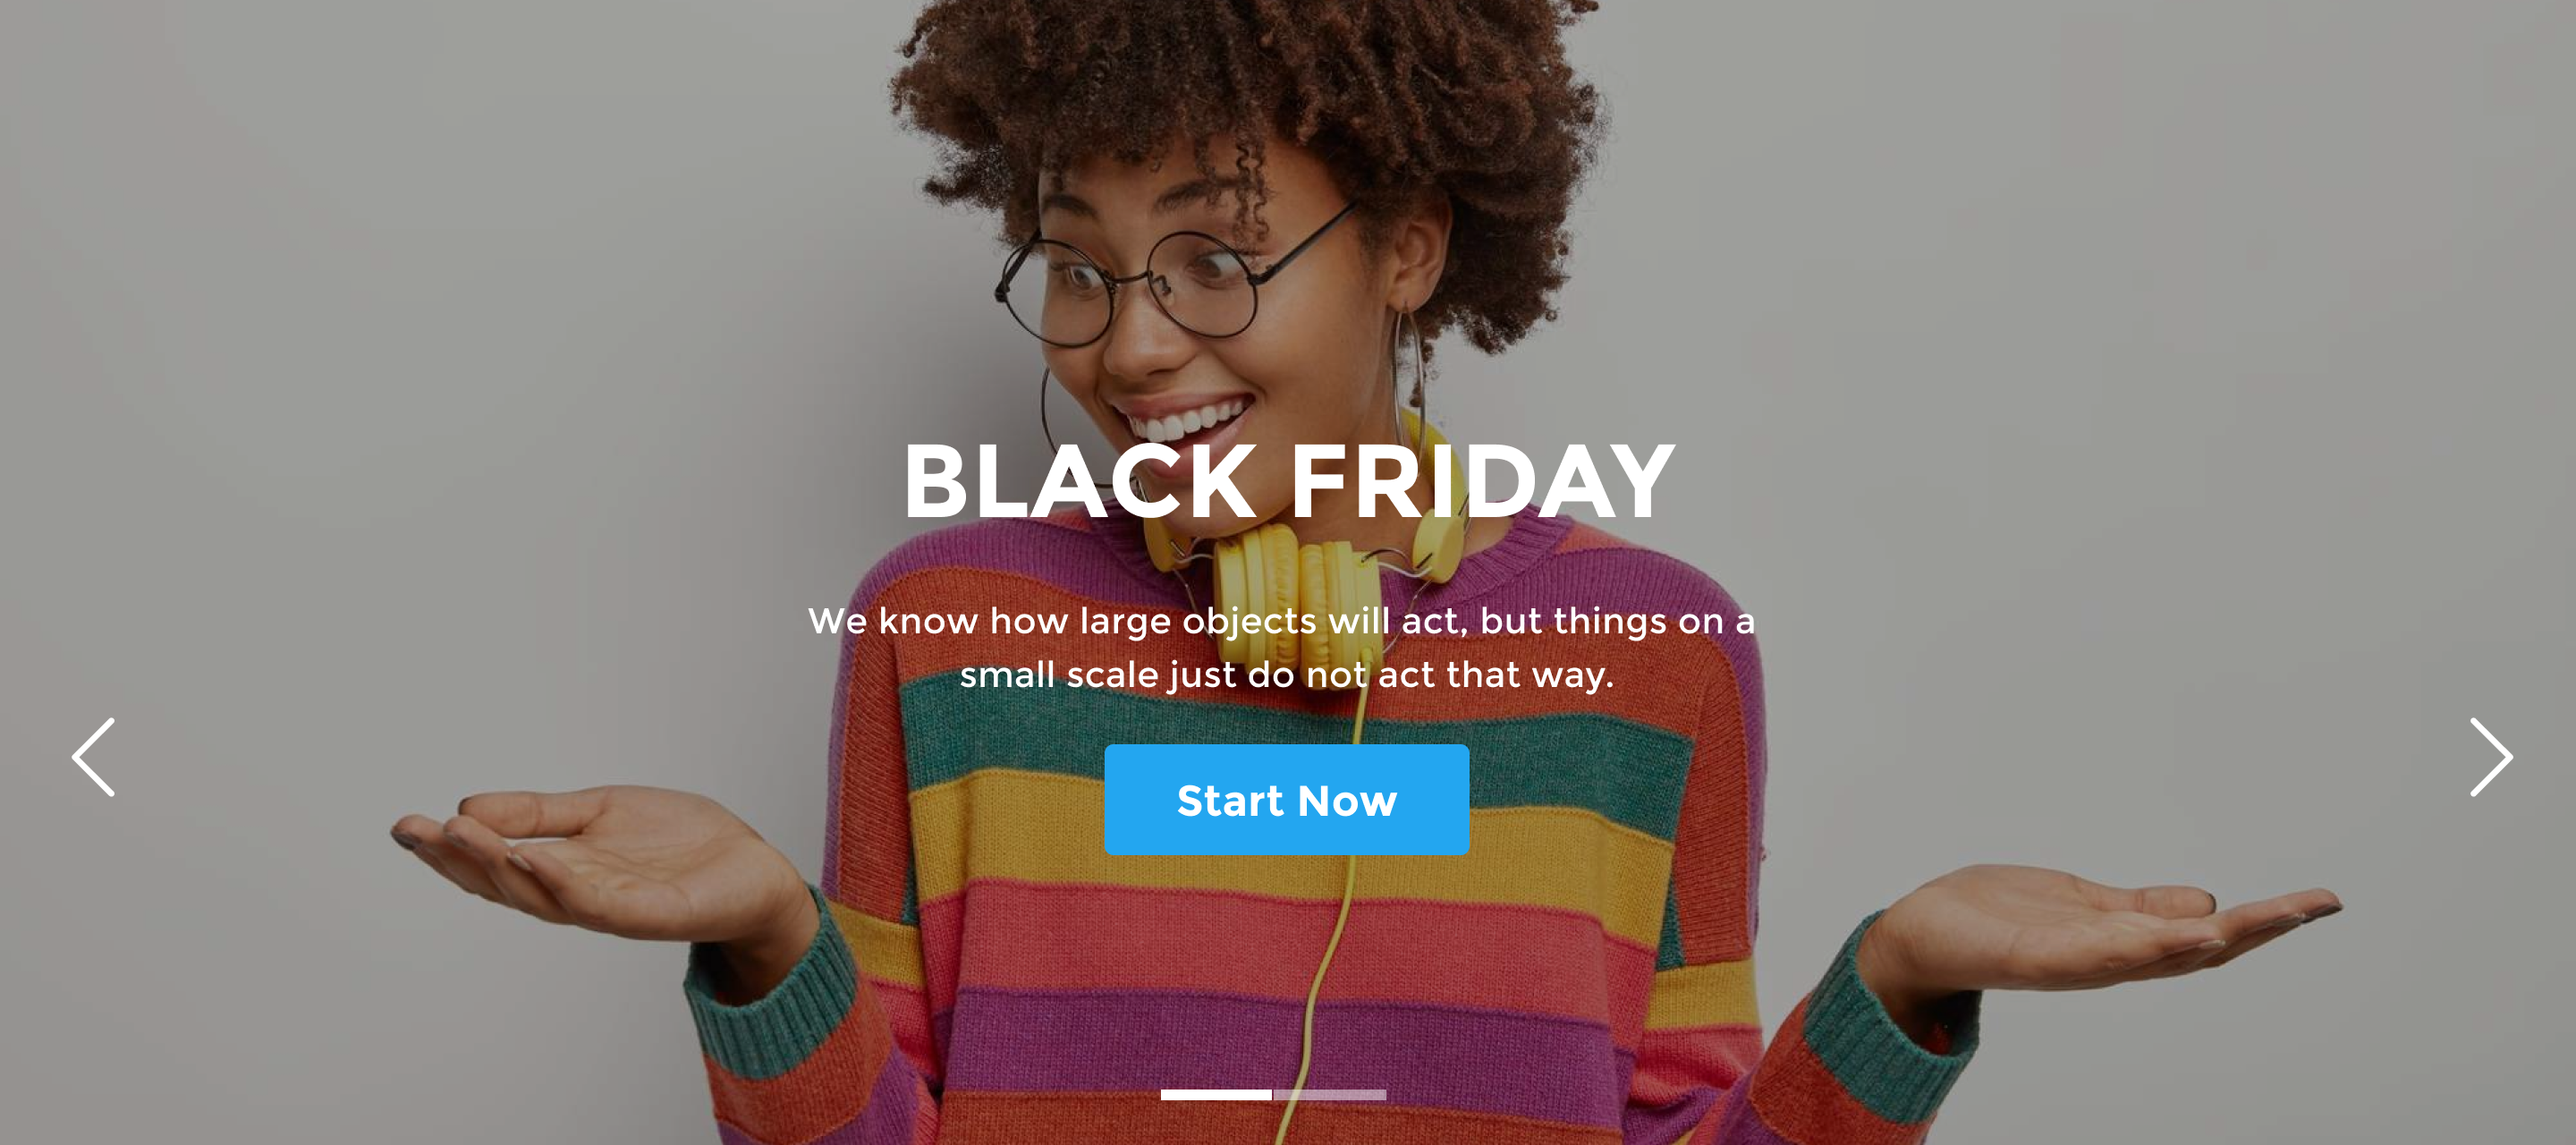 BLACK FRIDAY
We know how large objects will act, but things on a
small scale just do not act that way.
Start Now